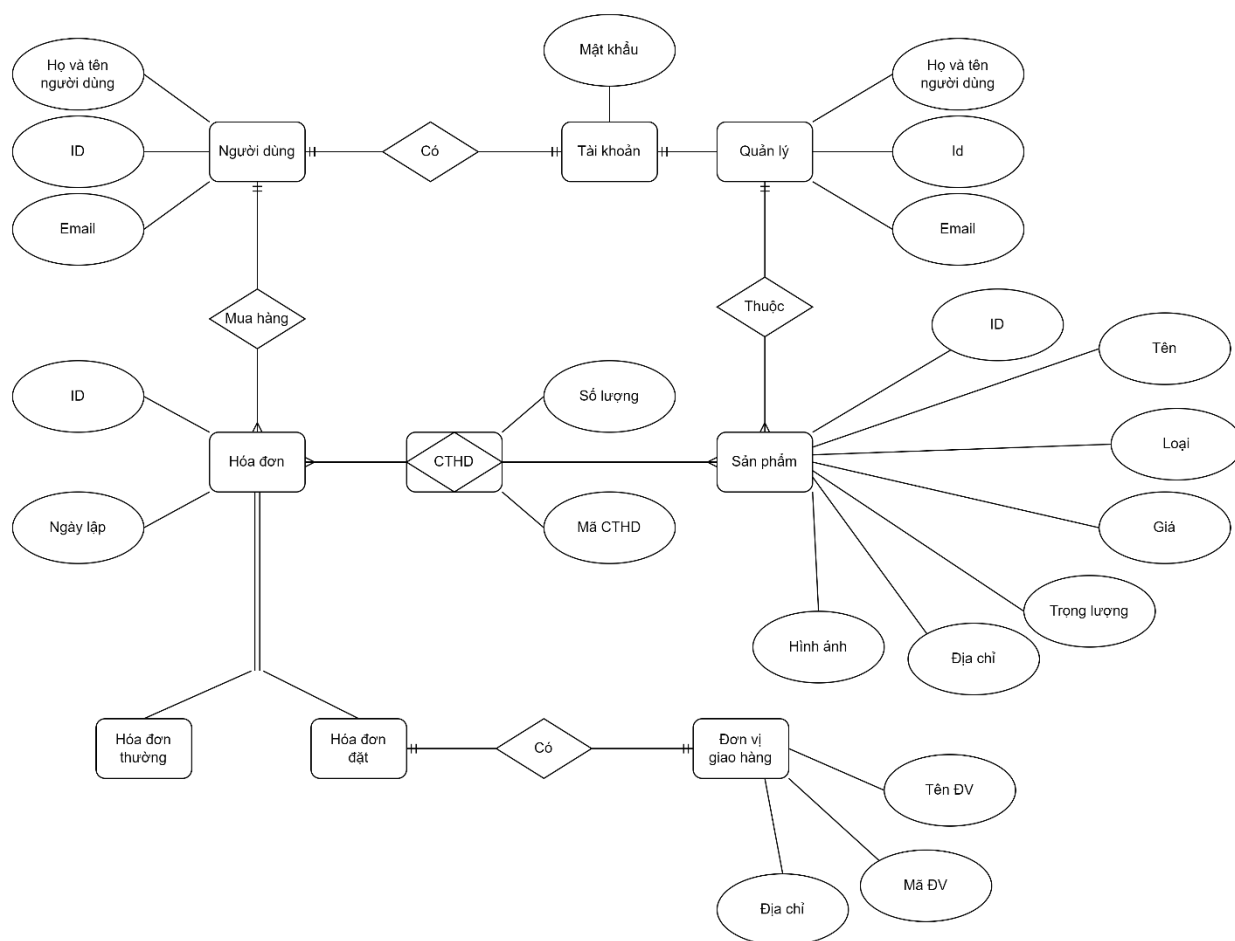 Mật khẩu
Họ và tên
người dùng
Họ và tên
người dùng
ID
Người dùng
Có
Tài khoản
Quản lý
Id
Email
Email
Mua hàng
Thuộc
ID
Tên
ID
Số lượng
Loại
Hóa đơn
CTHD
Sản phẩm
Ngày lập
Mã CTHD
Giá
Trọng lượng
Hình ảnh
Địa chỉ
Hóa đơn
thường
Hóa đơn
đặt
Có
Đơn vị
giao hàng
Tên ĐV
Mã ĐV
Địa chỉ